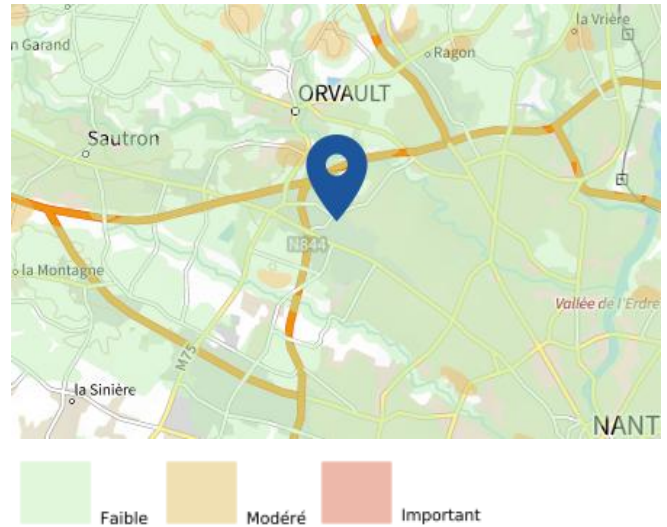 la Vrière
n Garand
Ragon
ORVAULT
Sautron
N844
la Montagne
Vallée de l'Erdre
M75
la Sinière
NANT
Faible Modéré Important